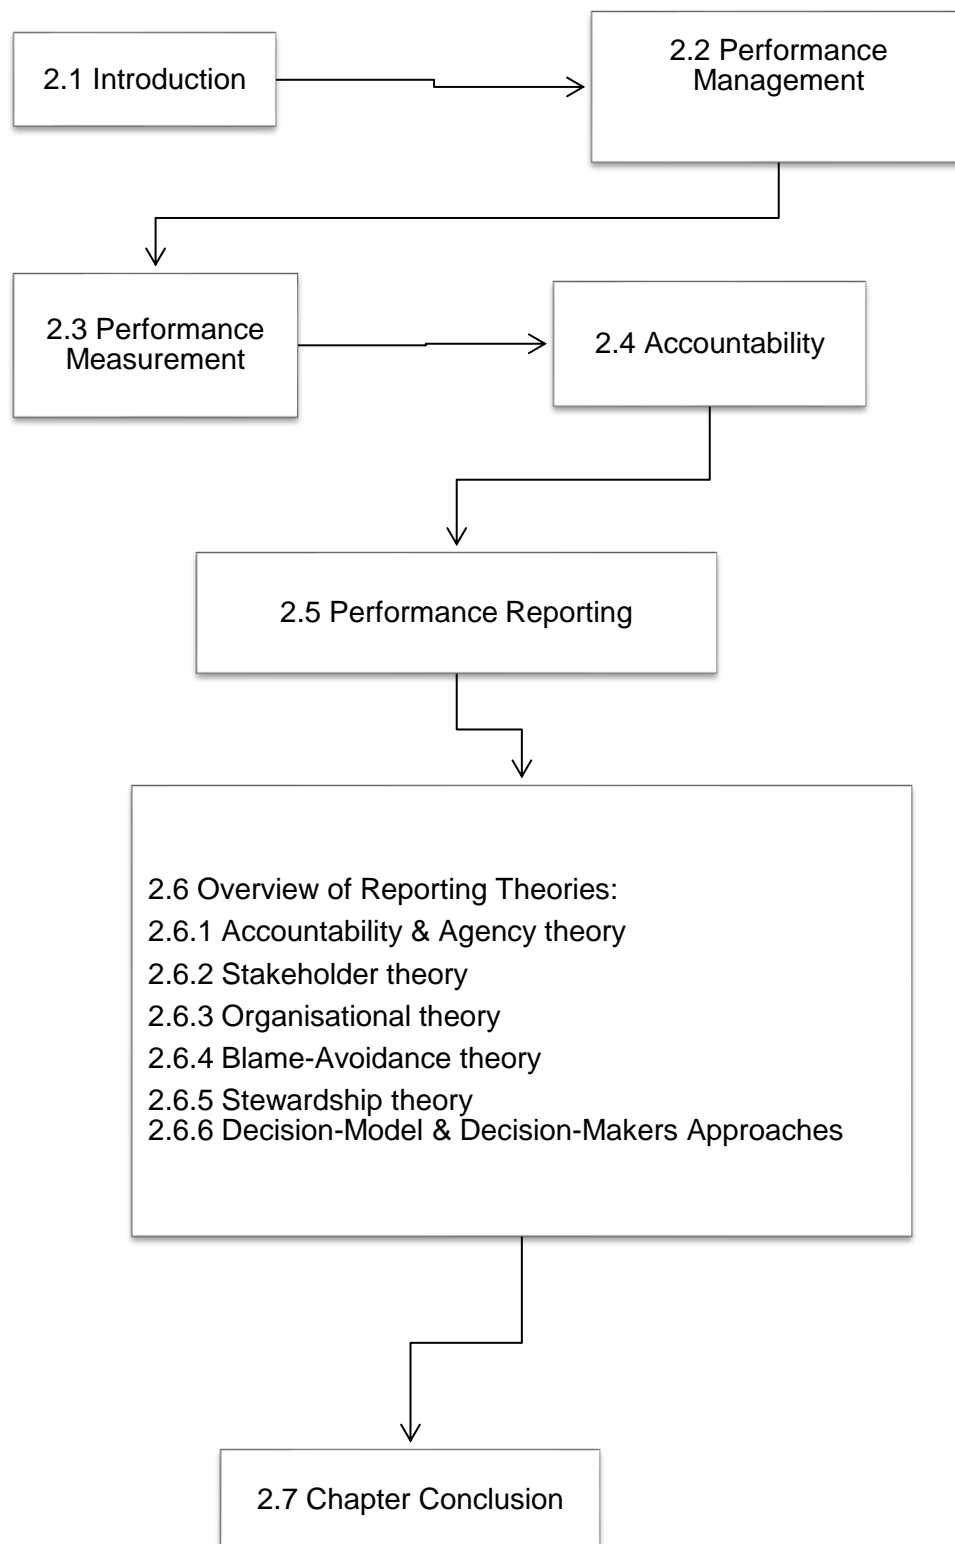 2.1 Introduction
2.2 Performance
Management
2.3 Performance
Measurement
2.4 Accountability
2.5 Performance Reporting
2.6 Overview of Reporting Theories:
2.6.1 Accountability & Agency theory
2.6.2 Stakeholder theory
2.6.3 Organisational theory
2.6.4 Blame-Avoidance theory
2.6.5 Stewardship theory
2.6.6 Decision-Model & Decision-Makers Approaches
2.7 Chapter Conclusion